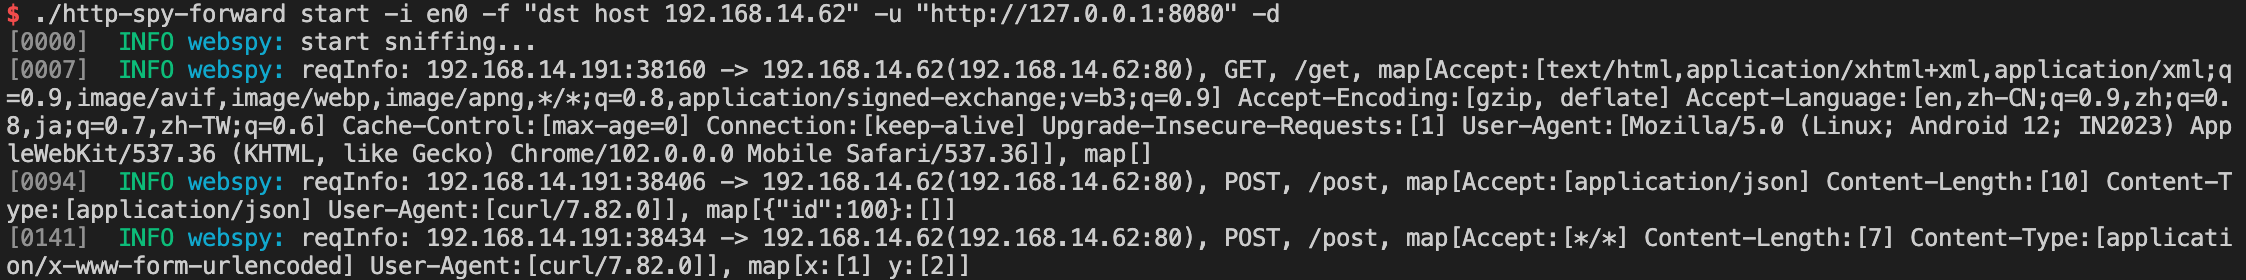 $ ./http-spy-forward start -i en0 -f "dst host 192.168.14.62" -u "http://127.0.0.1:8080" -d
[0000]  INFO webspy: start sniffing...
[0007]  INFO webspy: reqInfo: 192.168.14.191:38160 -> 192.168.14.62(192.168.14.62:80), GET, /get, map[Accept:[text/html,application/xhtml+xml,application/xml;q
=0.9,image/avif,image/webp,image/apng,*/*;q=0.8,application/signed-exchange;v=b3;q=0.9] Accept-Encoding:[gzip, deflate] Accept-Language:[en,zh-CN;q=0.9,zh;q=0.
8,ja;q=0.7,zh-TW;q=0.6] Cache-Control:[max-age=0] Connection:[keep-alive] Upgrade-Insecure-Requests:[1] User-Agent:[Mozilla/5.0 (Linux; Android 12; IN2023) App
leWebKit/537.36 (KHTML, like Gecko) Chrome/102.0.0.0 Mobile Safari/537.36]], map[]
[0094]  INFO webspy: reqInfo: 192.168.14.191:38406 -> 192.168.14.62(192.168.14.62:80), POST, /post, map[Accept:[application/json] Content-Length:[10] Content-T
ype:[application/json] User-Agent:[curl/7.82.0]], map[{"id":100}:[]]
[0141]  INFO webspy: reqInfo: 192.168.14.191:38434 -> 192.168.14.62(192.168.14.62:80), POST, /post, map[Accept:[*/*] Content-Length:[7] Content-Type:[applicati
on/x-www-form-urlencoded] User-Agent:[curl/7.82.0]], map[x:[1] y:[2]]